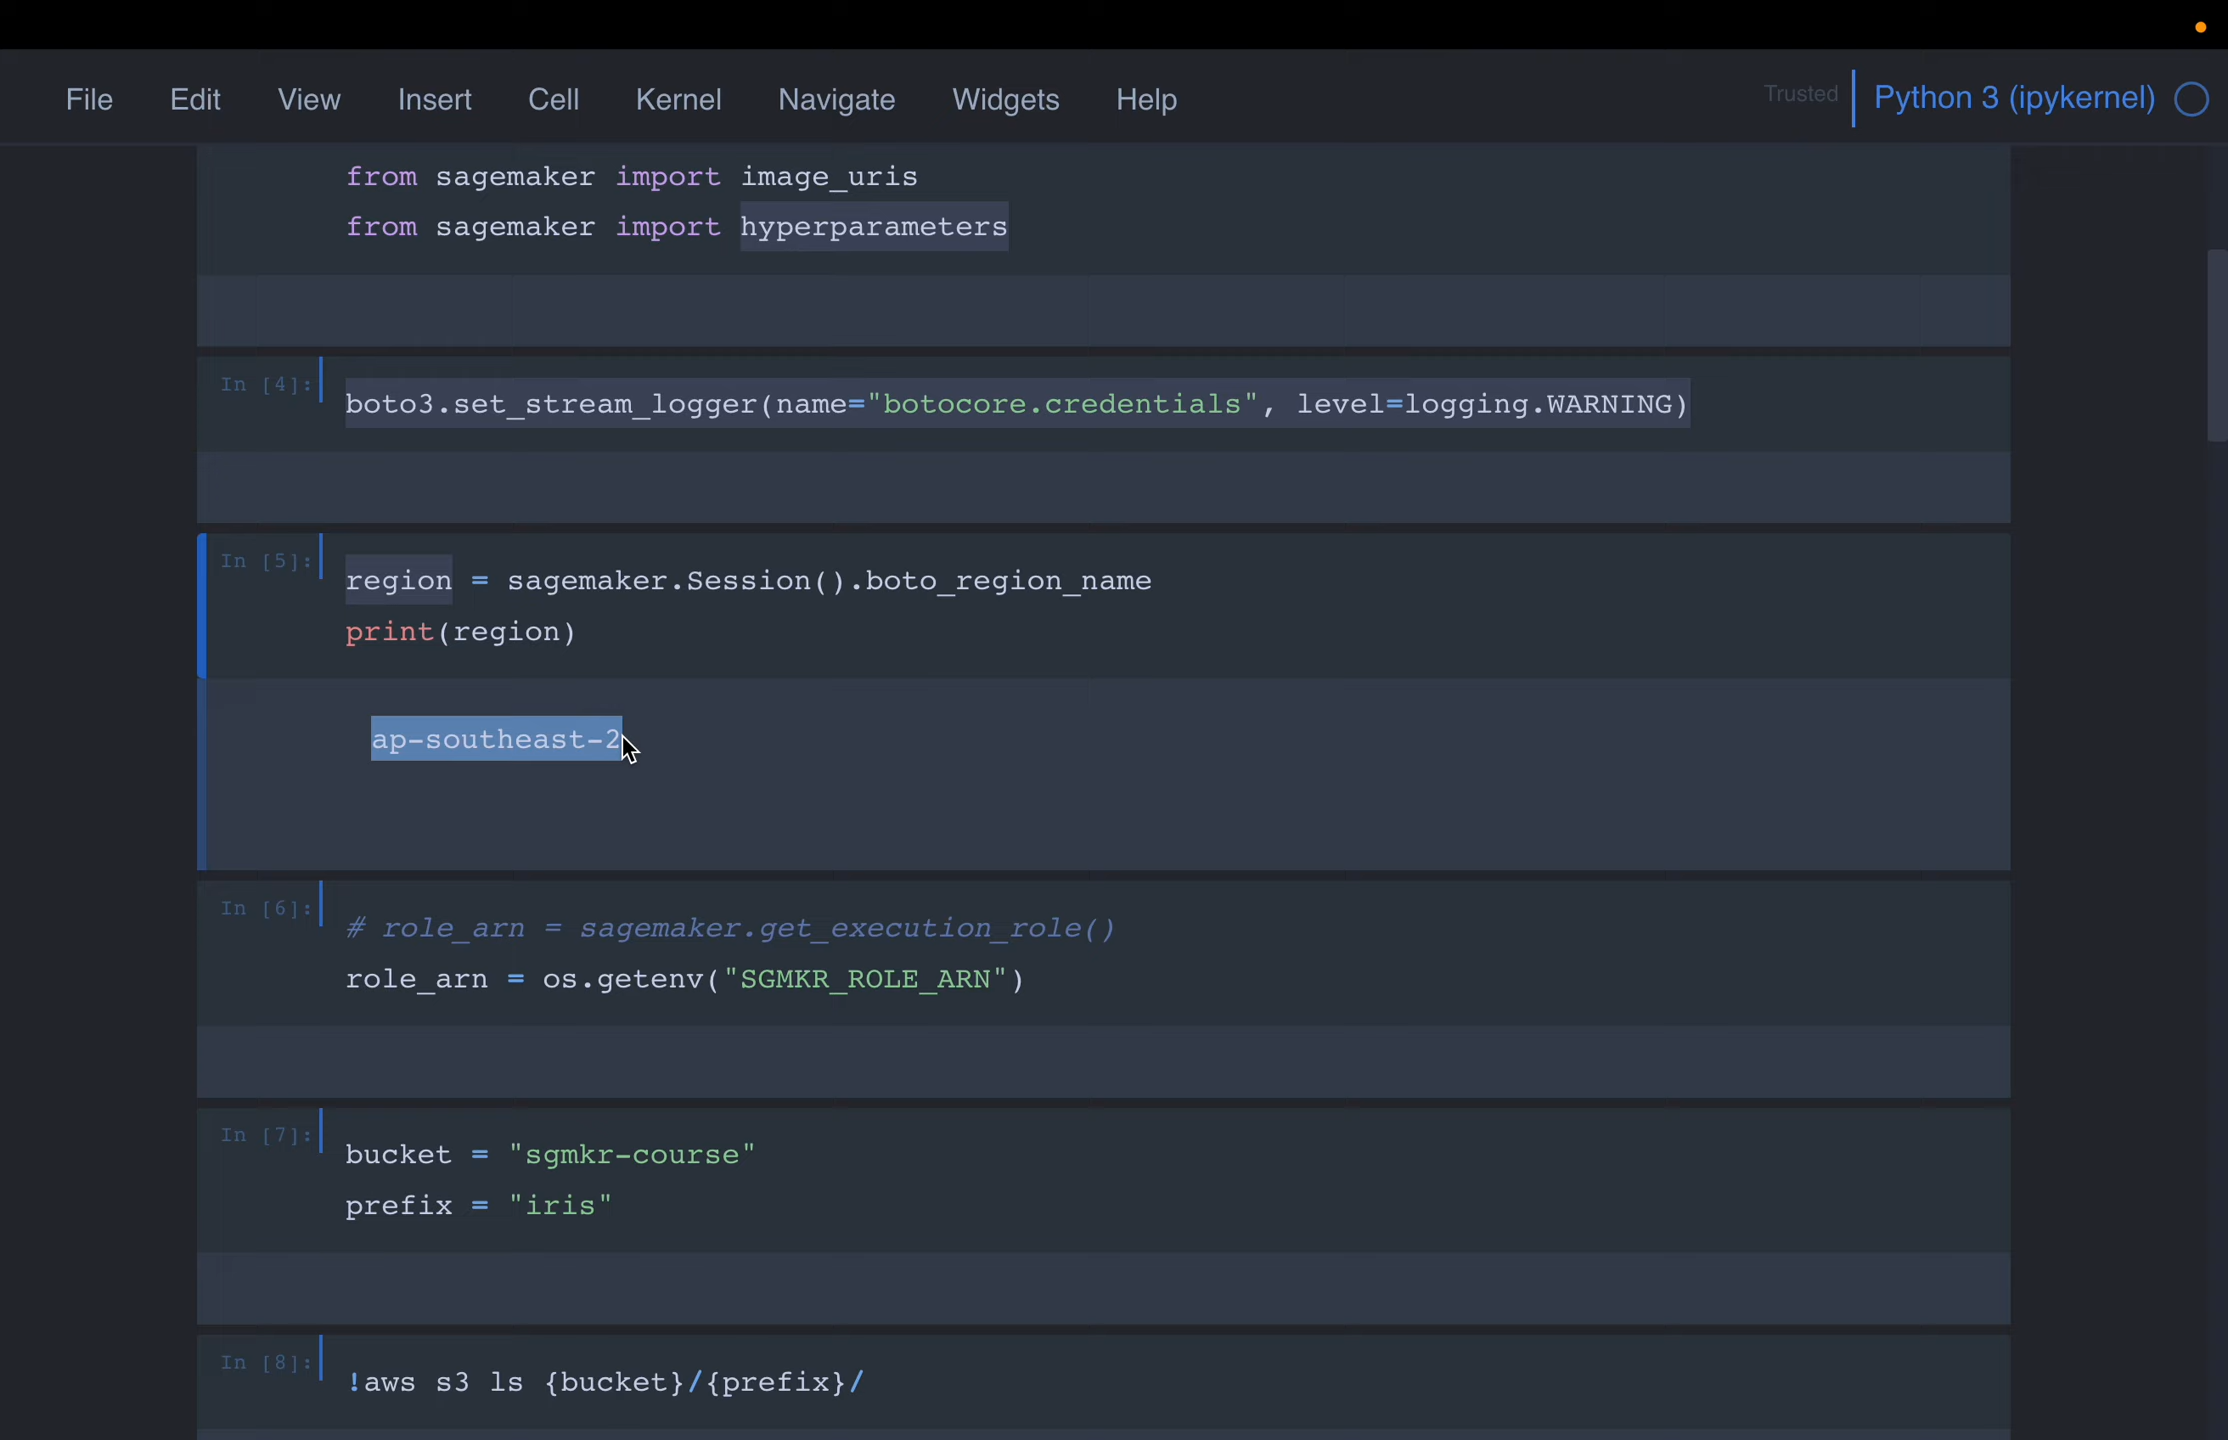 File Edit View Insert Cell Kernel Navigate Widgets Help Trusted Python 3 (ipykernel)
from sagemaker import image_uris
from sagemaker import hyperparameters
In [4]: boto3.set_stream_logger(name="botocore.credentials", level=logging.WARNING)
In [5]: region = sagemaker.Session().boto_region_name
print(region)
ap-southeast-2
In [6]: # role_arn = sagemaker.get_execution_role()
role_arn = os.getenv("SGMKR_ROLE_ARN")
In [7]: bucket = "sgmkr-course"
prefix = "iris"
In [8]: !aws s3 ls {bucket}/{prefix}/